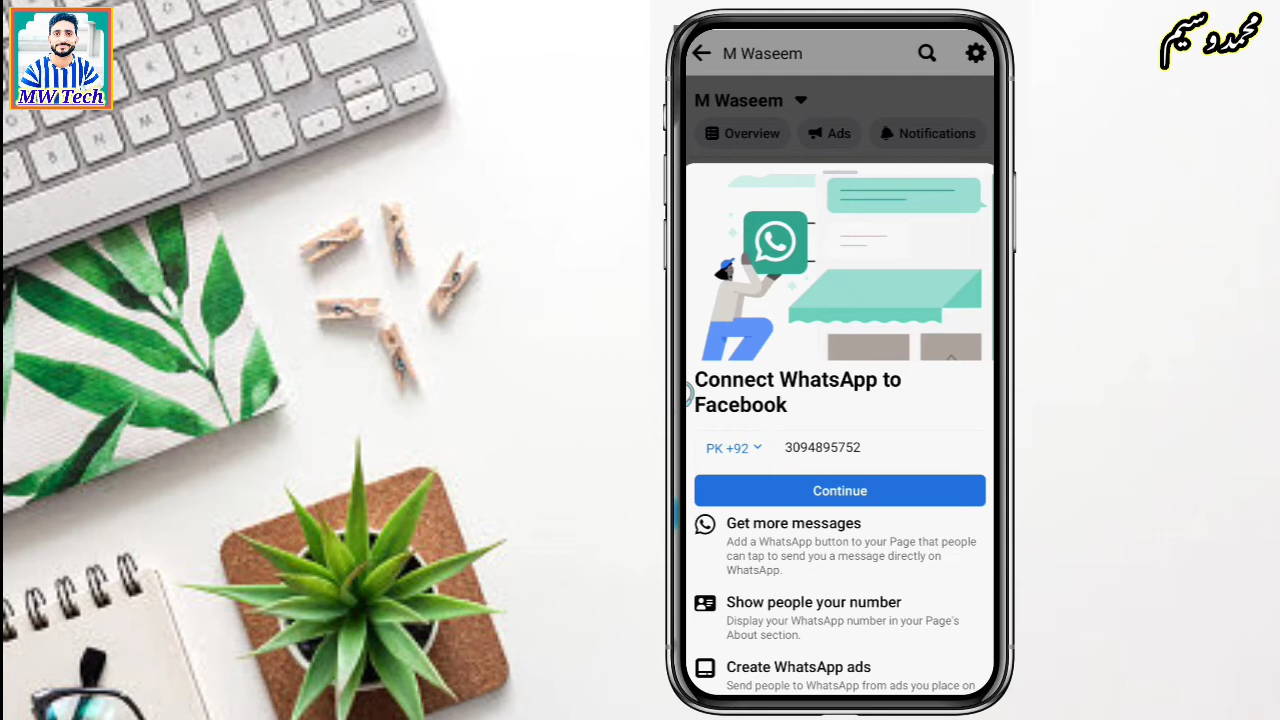 MW Tech
محمد وسیم
M Waseem
M Waseem
Overview
Ads
Notifications
Connect WhatsApp to
Facebook
PK +92
3094895752
Continue
Get more messages
Add a WhatsApp button to your Page that people
can tap to send you a message directly on
WhatsApp.
Show people your number
Display your WhatsApp number in your Page's
About section.
Create WhatsApp ads
Send people to WhatsApp from ads you place on